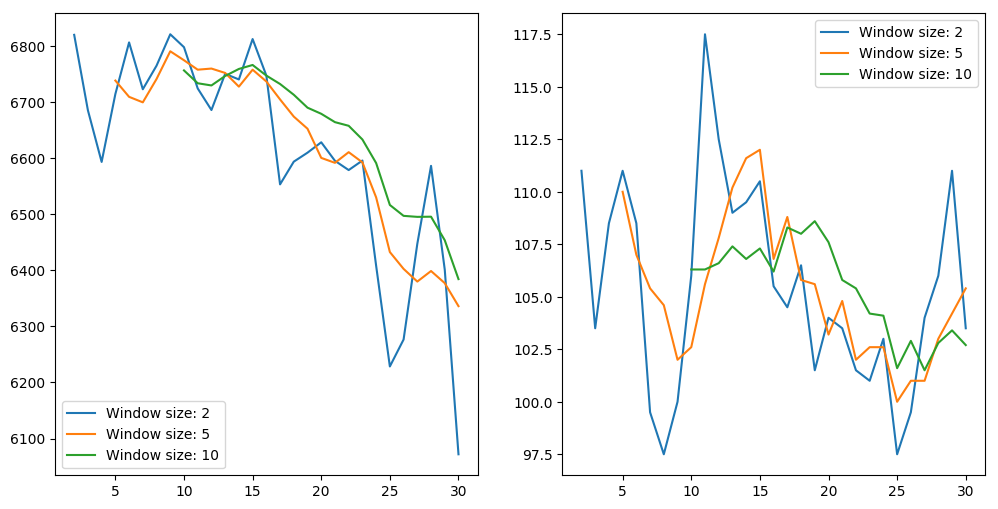 6800
6700
6600
6500
6400
6300
6200
6100
5 10 15 20 25 30
Window size: 2
Window size: 5
Window size: 10
117.5
115.0
112.5
110.0
107.5
105.0
102.5
100.0
97.5
5 10 15 20 25 30
Window size: 2
Window size: 5
Window size: 10